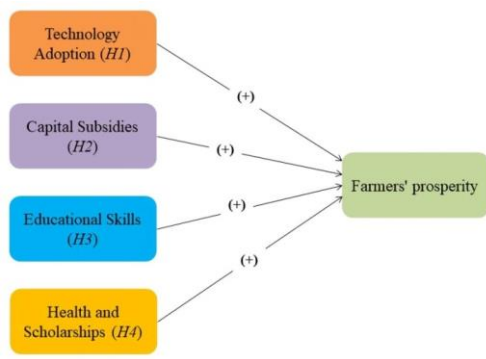 Technology
Adoption (H1)
(+)
Capital Subsidies
(H2)
(+)
Farmers' prosperity
Educational Skills
(H3)
(+)
(+)
Health and
Scholarships (H4)